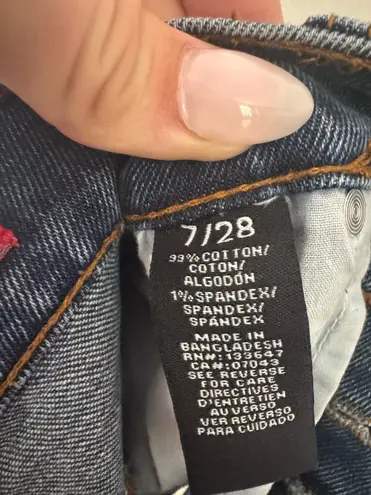 7/28
99% COTTON/
COTON/
ALGODÓN
1% SPANDEX/
SPANDEX/
SPÁNDEX
MADE IN
BANGLADESH
RN#: 133647
CA#: 07043
SEE REVERSE
FOR CARE
DIRECTIVES
D'ENTRETIEN
AU VERSO
VER REVERSO
PARA CUIDADO